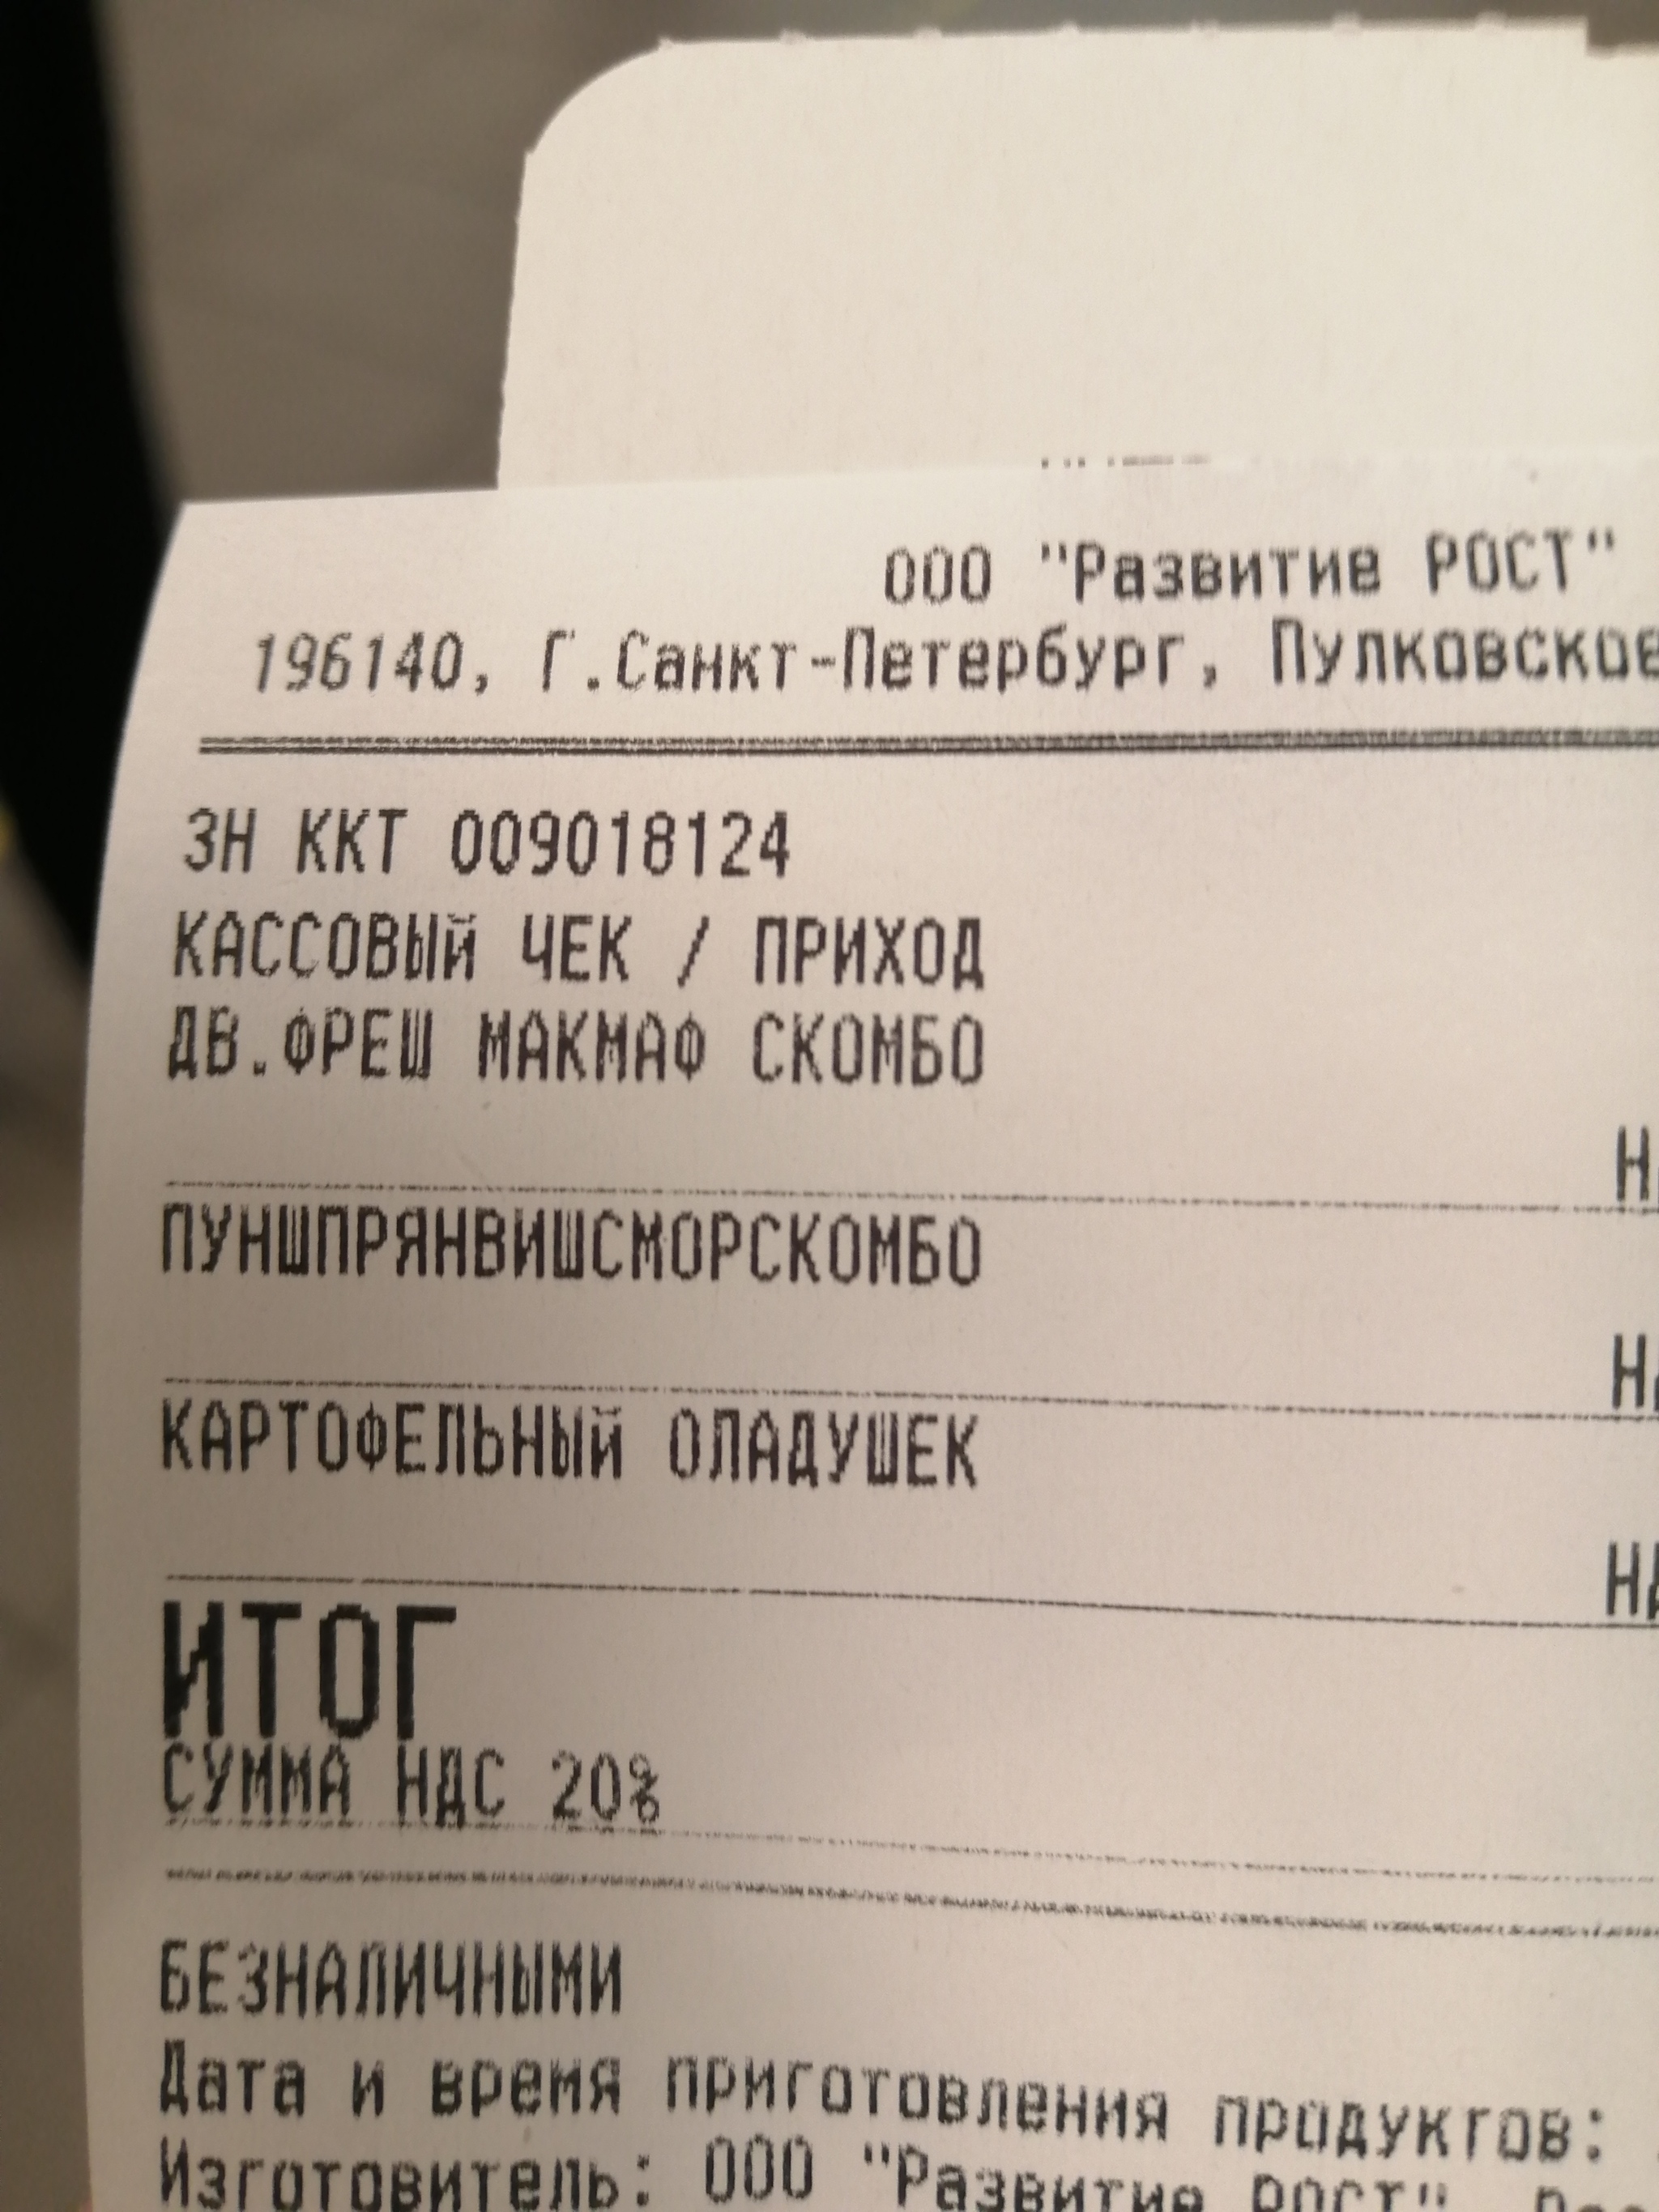 ООО "Развитие РОСТ"
196140, Г.Санкт-Петербург, Пулковское
ЗН ККТ 009018124
КАССОВЫЙ ЧЕК / ПРИХОД
ДВ.ФРЕШ МАКМАФ СКОМБО
ПУНШПРЯНВИШСМОРСКОМБО
КАРТОФЕЛЬНЫЙ ОЛАДУШЕК
ИТОГ
СУММА НДС 20%
БЕЗНАЛИЧНЫМИ
Дата и время приготовления продуктов:
Изготовитель: ООО "Развитие РОСТ",